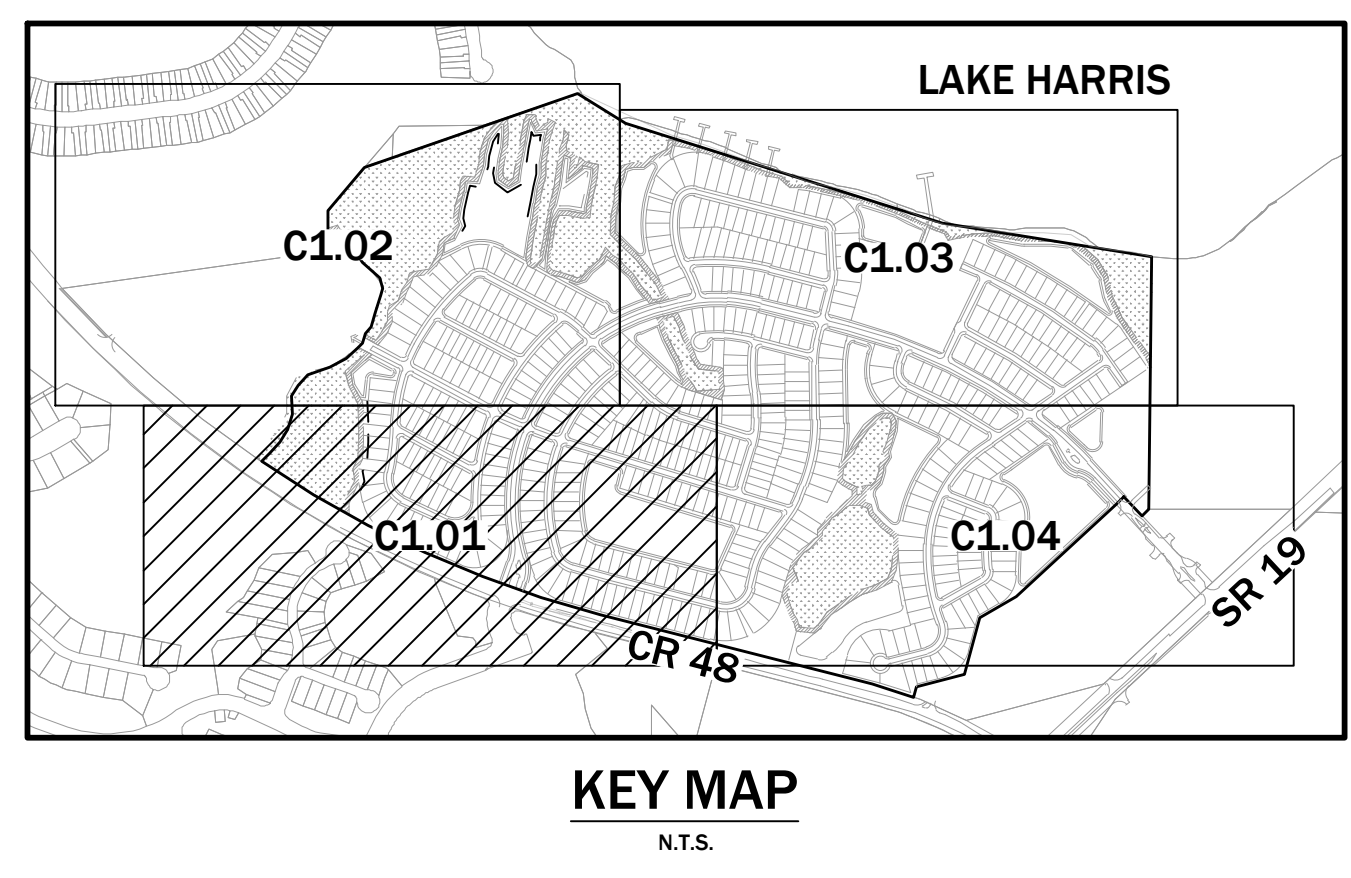 LAKE HARRIS
C1.02
C1.03
C1.01
C1.04
SR 19
CR 48
KEY MAP
N.T.S.